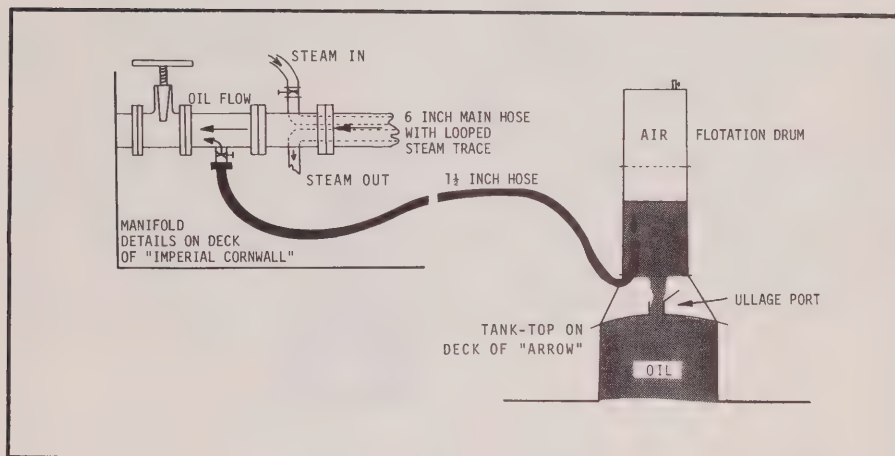 STEAM IN
OIL FLOW
6 INCH MAIN HOSE
WITH LOOPED
STEAM TRACE
STEAM OUT
1½ INCH HOSE
MANIFOLD
DETAILS ON DECK
OF "IMPERIAL CORNWALL"
AIR
FLOTATION DRUM
ULLAGE PORT
TANK-TOP ON
DECK OF "ARROW"
OIL